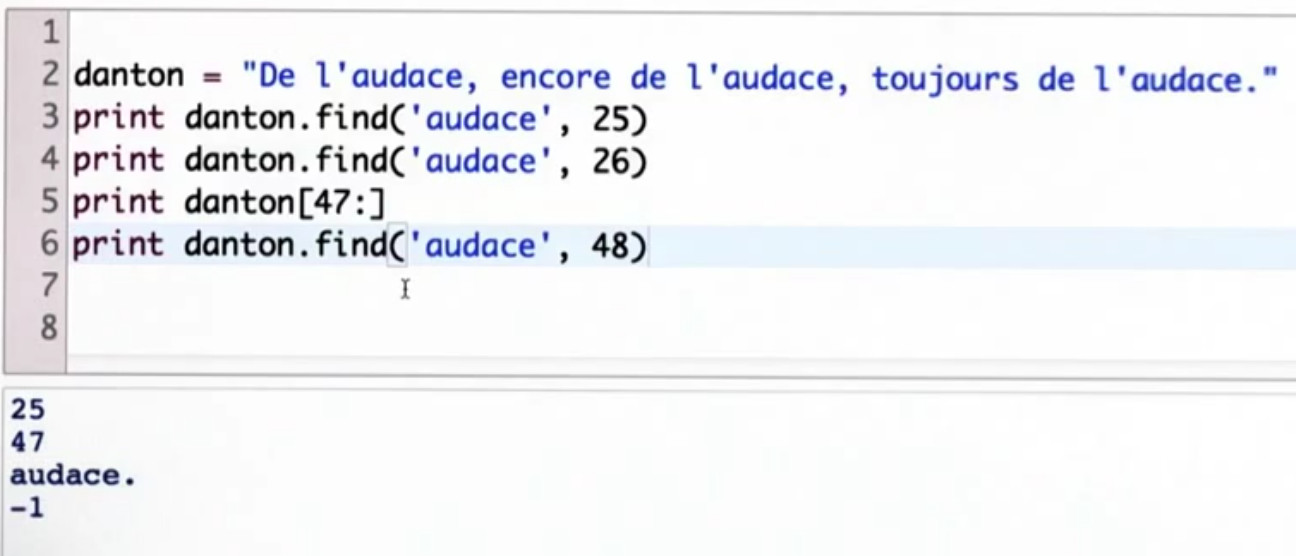 1
2 danton = "De l'audace, encore de l'audace, toujours de l'audace."
3 print danton.find('audace', 25)
4 print danton.find('audace', 26)
5 print danton[47:]
6 print danton.find('audace', 48)
7
8
25
47
audace.
-1